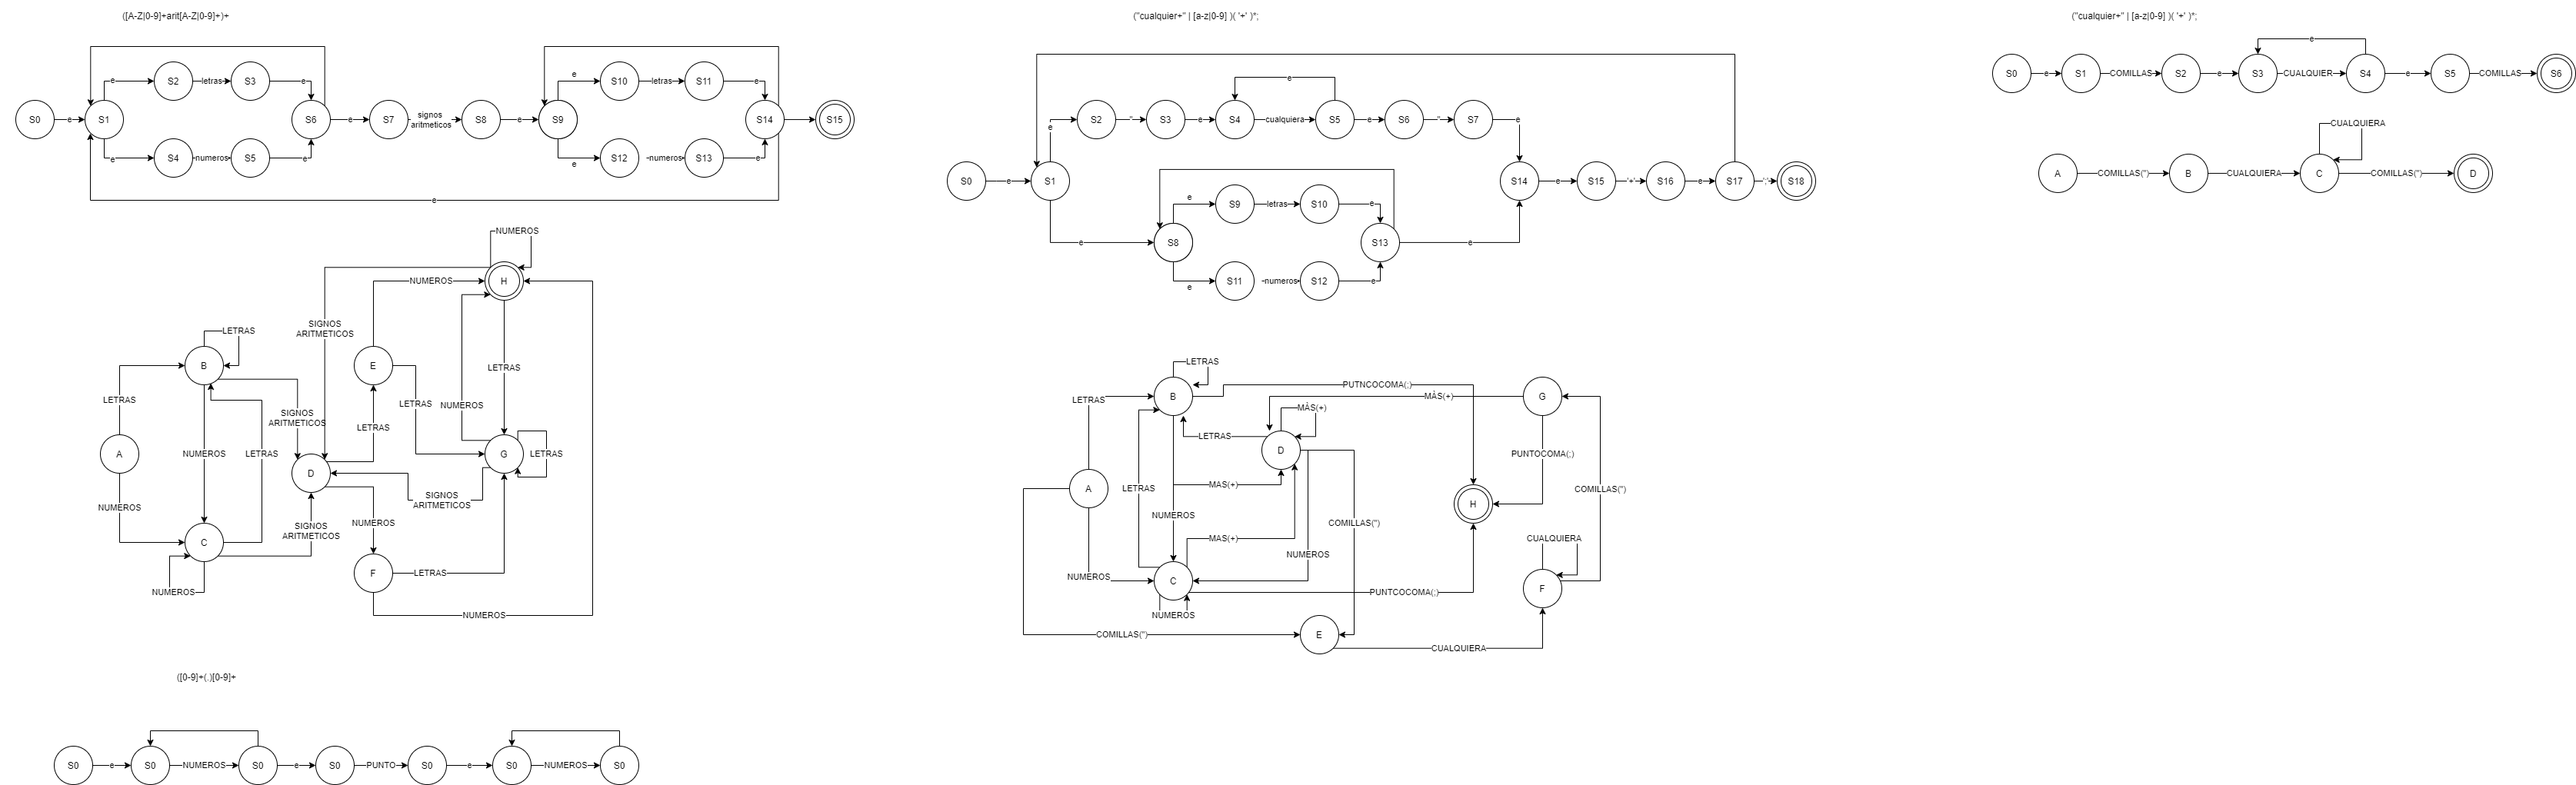 ([A-Z|0-9]+arit[A-Z|0-9]+)+
S0
e
S1
e
S2
letras
S3
e
e
S4
numeros
S5
e
S6
e
S7
signos
aritmeticos
S8
e
S9
e
S10
letras
S11
e
e
S12
numeros
S13
e
S14
S15
e
NUMEROS
H
NUMEROS
SIGNOS
ARITMETICOS
LETRAS
B
E
LETRAS
LETRAS
LETRAS
NUMEROS
SIGNOS
ARITMETICOS
LETRAS
A
NUMEROS
LETRAS
D
G
LETRAS
SIGNOS
ARITMETICOS
NUMEROS
NUMEROS
SIGNOS
ARITMETICOS
C
F
LETRAS
NUMEROS
NUMEROS
([0-9]+(.)[0-9]+
S0
e
S0
NUMEROS
S0
e
S0
PUNTO
S0
e
S0
NUMEROS
S0
("cualquier+" | [a-z|0-9] )( '+' )*;
S0
e
S1
e
S2
"
S3
e
S4
cualquiera
S5
e
e
S6
"
S7
e
e
S8
e
S9
letras
S10
e
e
S11
numeros
S12
e
S13
e
S14
e
S15
'+'
S16
e
S17
';'
S18
LETRAS
PUTNCOCOMA(;)
LETRAS
B
MÁS(+)
G
MÁS(+)
LETRAS
D
PUNTOCOMA(;)
A
LETRAS
MAS(+)
COMILLAS(")
H
NUMEROS
COMILLAS(")
MAS(+)
CUALQUIERA
NUMEROS
NUMEROS
C
F
PUNTCOCOMA(;)
NUMEROS
COMILLAS(")
E
CUALQUIERA
("cualquier+" | [a-z|0-9] )( '+' )*;
e
S0
e
S1
COMILLAS
S2
e
S3
CUALQUIER
S4
e
S5
COMILLAS
S6
CUALQUIERA
A
COMILLAS(")
B
CUALQUIERA
C
COMILLAS(")
D